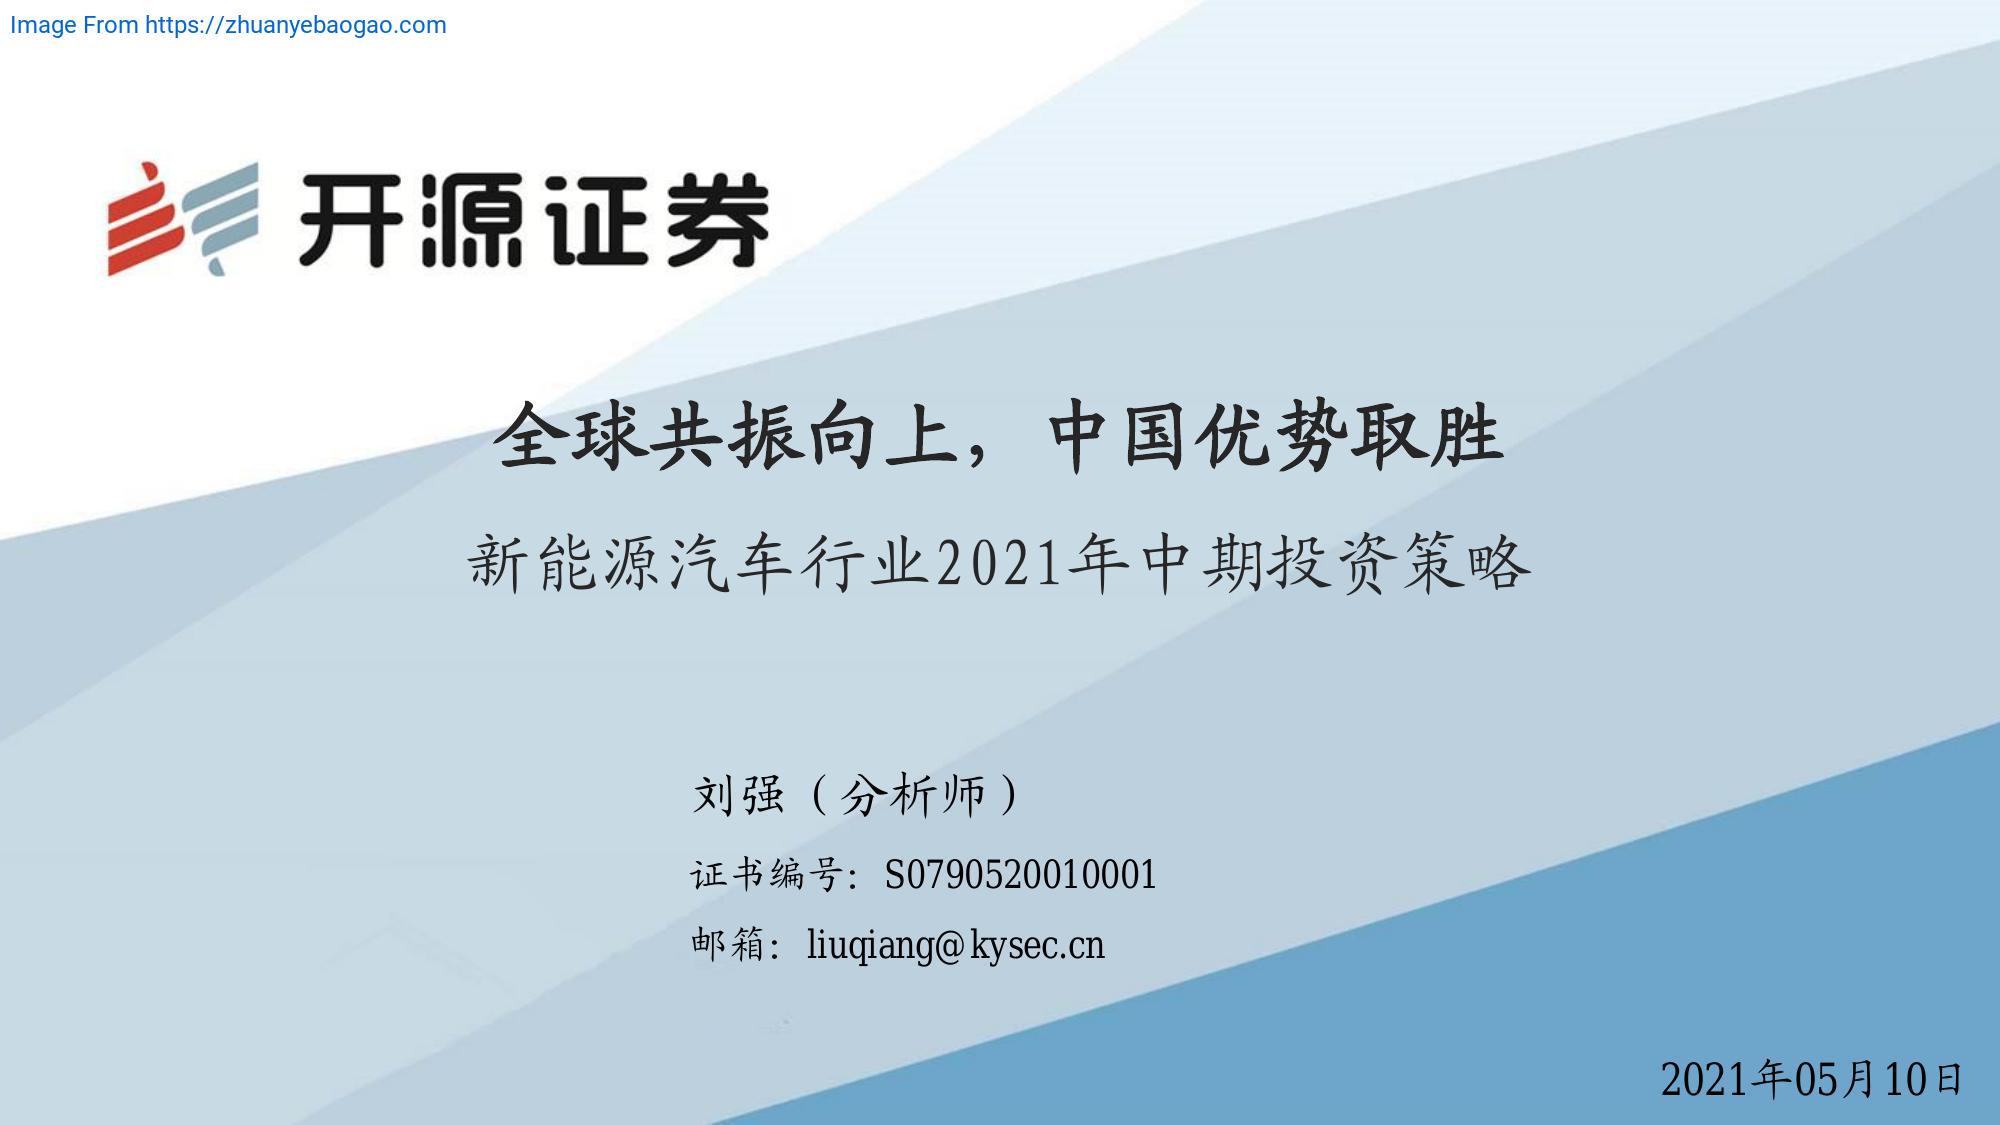 Image From https://zhuanyebaogao.com
开源证券
全球共振向上，中国优势取胜
新能源汽车行业2021年中期投资策略
刘强（分析师）
证书编号：S0790520010001
邮箱：liuqiang@kysec.cn
2021年05月10日